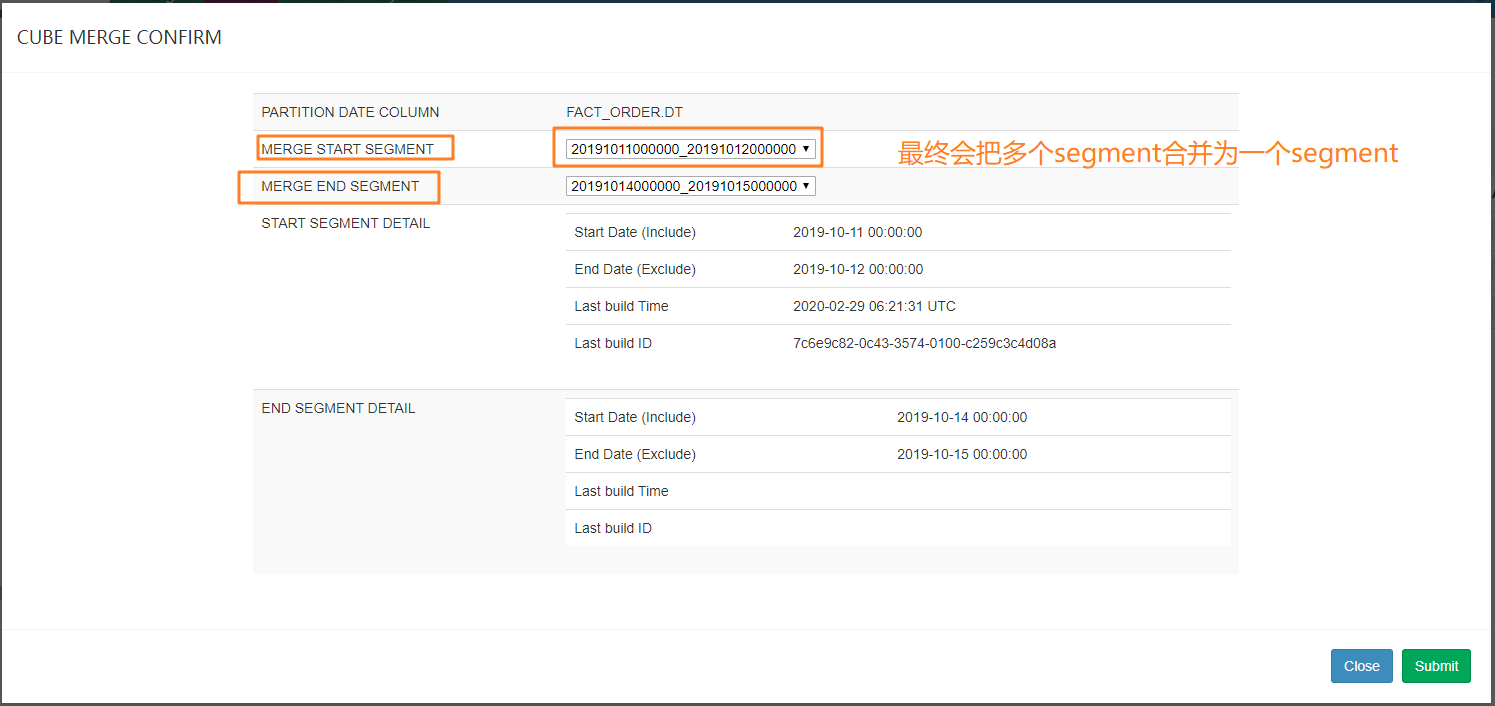 CUBE MERGE CONFIRM
PARTITION DATE COLUMN FACT_ORDER.DT
MERGE START SEGMENT 20191011000000_20191012000000 最终会把多个segment合并为一个segment
MERGE END SEGMENT 20191014000000_20191015000000
START SEGMENT DETAIL
Start Date (Include) 2019-10-11 00:00:00
End Date (Exclude) 2019-10-12 00:00:00
Last build Time 2020-02-29 06:21:31 UTC
Last build ID 7c6e9c82-0c43-3574-0100-c259c3c4d08a
END SEGMENT DETAIL
Start Date (Include) 2019-10-14 00:00:00
End Date (Exclude) 2019-10-15 00:00:00
Last build Time
Last build ID
Close Submit